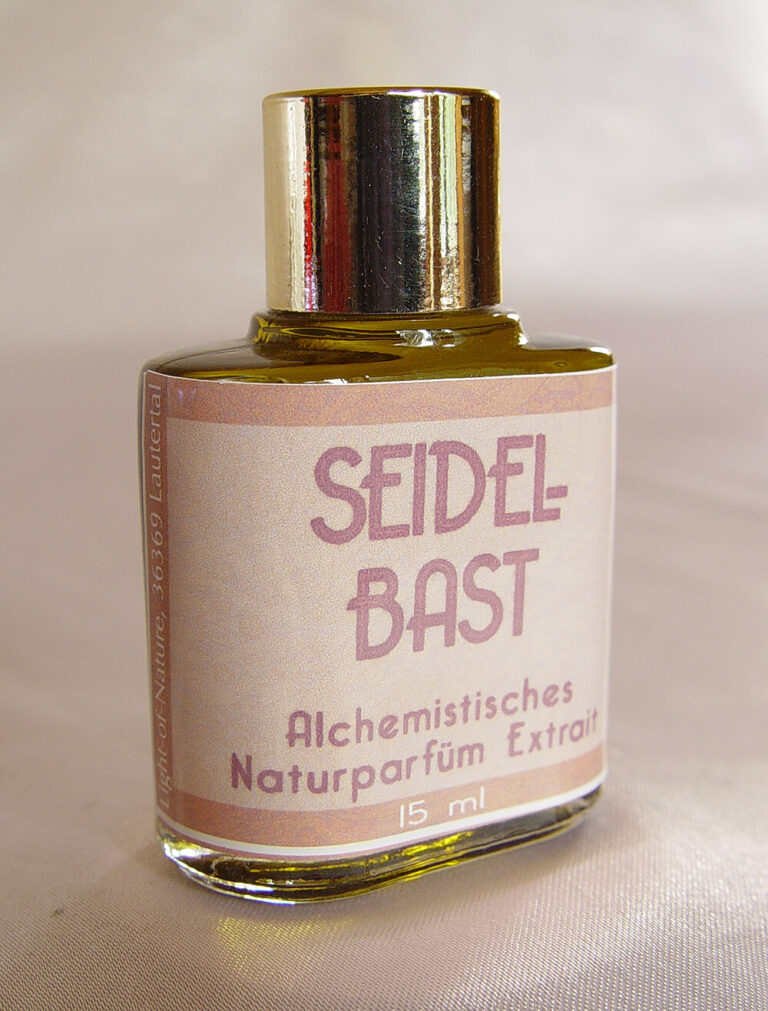 SEIDEL-
BAST
Alchemistisches
Naturparfüm Extrait
15 ml
Light-of-Nature, 36369 Lautertal